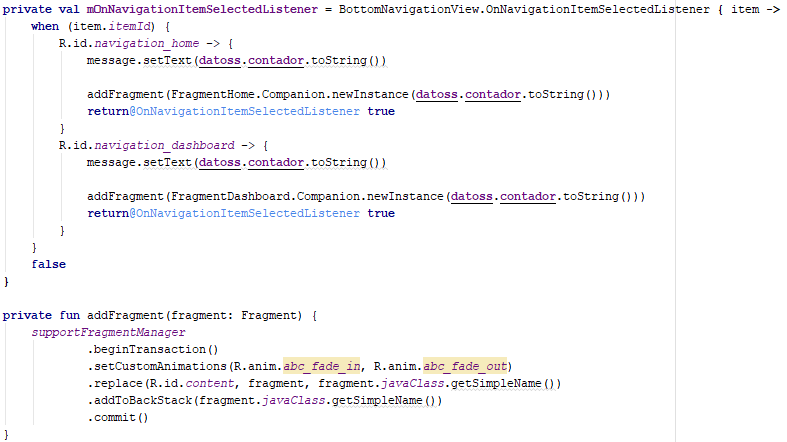 private val mOnNavigationItemSelectedListener = BottomNavigationView.OnNavigationItemSelectedListener { item ->
    when (item.itemId) {
        R.id.navigation_home -> {
            message.setText(datoss.contador.toString())

            addFragment(FragmentHome.Companion.newInstance(datoss.contador.toString()))
            return@OnNavigationItemSelectedListener true
        }
        R.id.navigation_dashboard -> {
            message.setText(datoss.contador.toString())

            addFragment(FragmentDashboard.Companion.newInstance(datoss.contador.toString()))
            return@OnNavigationItemSelectedListener true
        }
    }
    false
}

private fun addFragment(fragment: Fragment) {
    supportFragmentManager
            .beginTransaction()
            .setCustomAnimations(R.anim.abc_fade_in, R.anim.abc_fade_out)
            .replace(R.id.content, fragment, fragment.javaClass.getSimpleName())
            .addToBackStack(fragment.javaClass.getSimpleName())
            .commit()
}